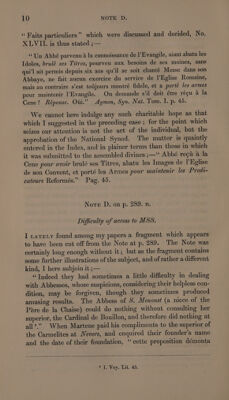 10 NOTE D.
“ Faits particuliers” which were discussed and decided, No.
XLVII. is thus stated ;—
“ Un Abbé parvenu à la connoissance de l'Evangile, aiant abatu les
Idoles, brulé ses Titres, pourveu aux besoins de ses moines, sans
qu'il ait permis depuis six ans qu'il se soit chanté Messe dans son
Abbaye, ne fait aucun exercice du service de l'Eglise Romaine,
mais au contraire s'est toûjours montré fidéle, et a porté les armes
pour maintenir l'Evangile. On demande s'il doit être reçu à la
Cene ? Réponse. Oüi.” Aymon, Syn. Nat. Tom. I. p. 45.
We cannot here indulge any such charitable hope as that
which I suggested in the preceding case ; for the point which
seizes our attention is not the act of the individual, but the
approbation of the National Synod. The matter is quaintly
entered in the Index, and in plainer terms than those in which
it was submitted to the assembled divines ;—“ Abbé reçû à la
Cene pour avoir brulé ses Titres, abatu les Images de l'Eglise
de son Convent, et porté les Armes pour maintenir les Predi-
cateurs Reformés.” Pag. 45.
NOTE D. on p. 289. n.
Difficulty of access to MSS.
I LATELY found among my papers a fragment which appears
to have been cut off from the Note at p. 289. The Note was
certainly long enough without it ; but as the fragment contains
some further illustrations of the subject, and of rather a different
kind, I here subjoin it ;—
“ Indeed they had sometimes a little difficulty in dealing
with Abbesses, whose suspicions, considering their helpless con-
dition, may be forgiven, though they sometimes produced
amusing results. The Abbess of S. Menoux (a niece of the
Père de la Chaise) could do nothing without consulting her
superior, the Cardinal de Bouillon, and therefore did nothing at
all ⁹.” When Martene paid his compliments to the superior of
the Carmelites at Nevers, and enquired their founder's name
and the date of their foundation, “ cette proposition démonta
⁹ I. Voy. Lit. 45.